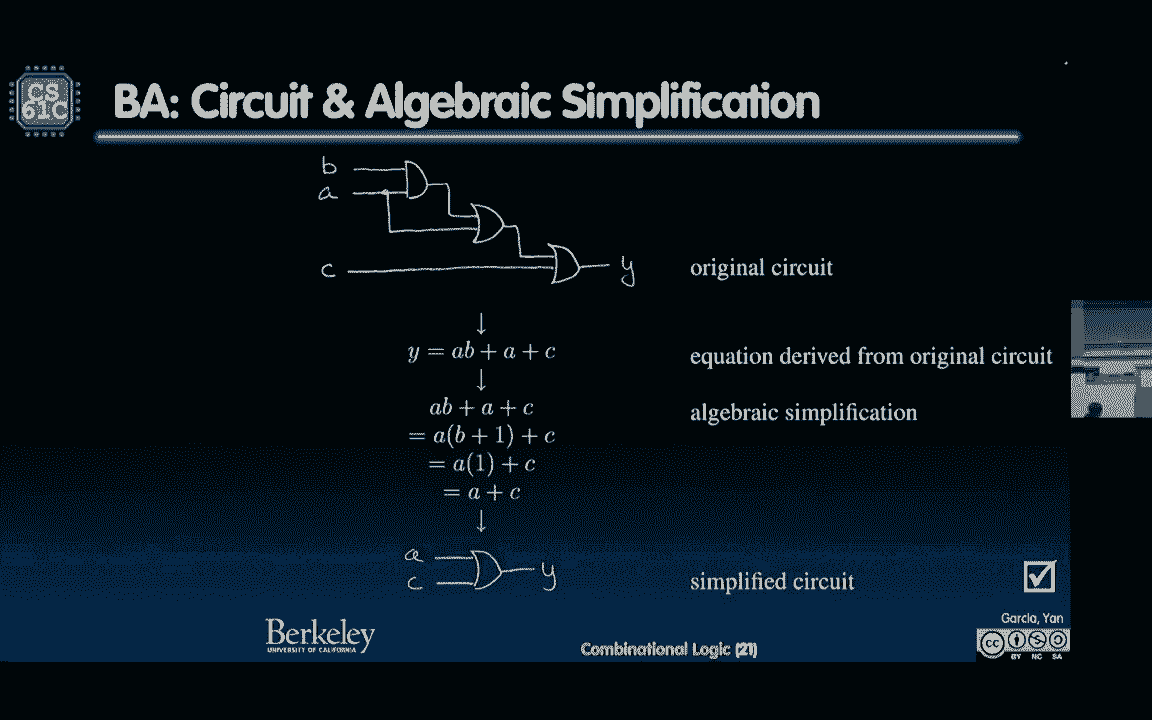 CS
61C
BA: Circuit & Algebraic Simplification
b
a
c
y
original circuit
↓
y = ab + a + c
equation derived from original circuit
↓
ab + a + c
algebraic simplification
= a(b + 1) + c
= a(1) + c
= a + c
↓
a
c
y
simplified circuit
Berkeley
UNIVERSITY OF CALIFORNIA
Combinational Logic (21)
Garcia, Yan
cc
BY NC SA